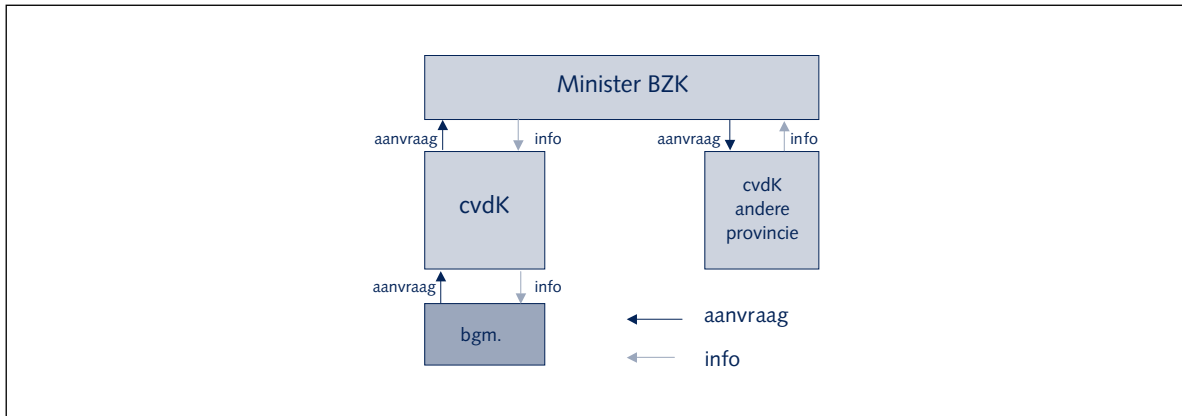 Minister BZK
aanvraag
info
aanvraag
info
cvdK
cvdK
andere
provincie
aanvraag
info
bgm.
aanvraag
info